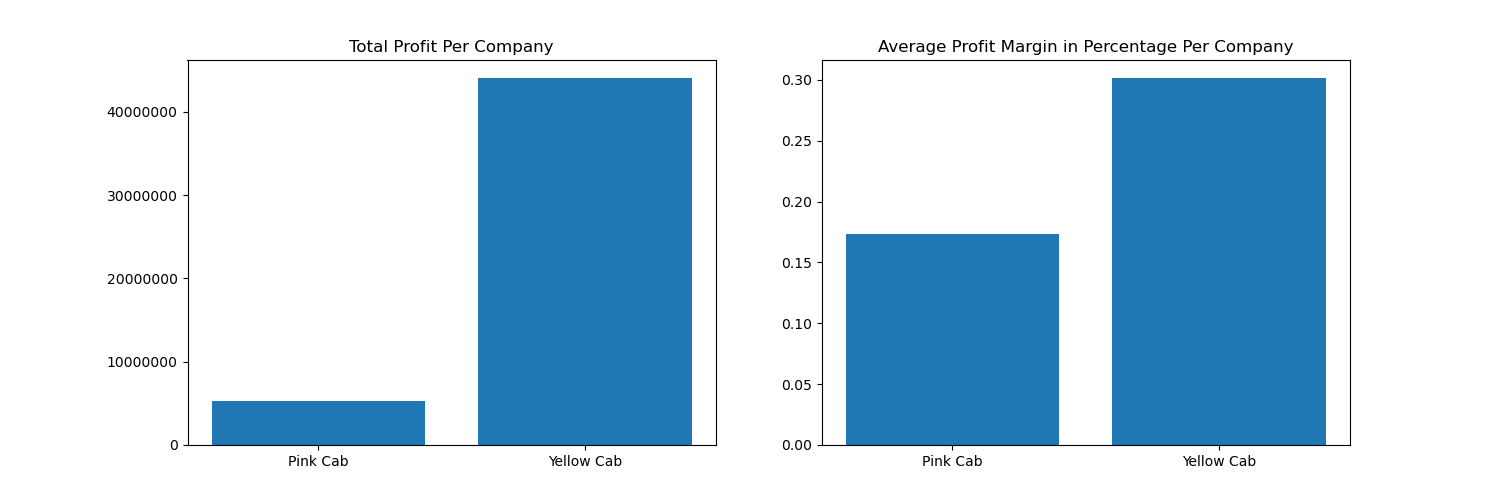 Total Profit Per Company
40000000
30000000
20000000
10000000
0
Pink Cab
Yellow Cab
Average Profit Margin in Percentage Per Company
0.30
0.25
0.20
0.15
0.10
0.05
0.00
Pink Cab
Yellow Cab